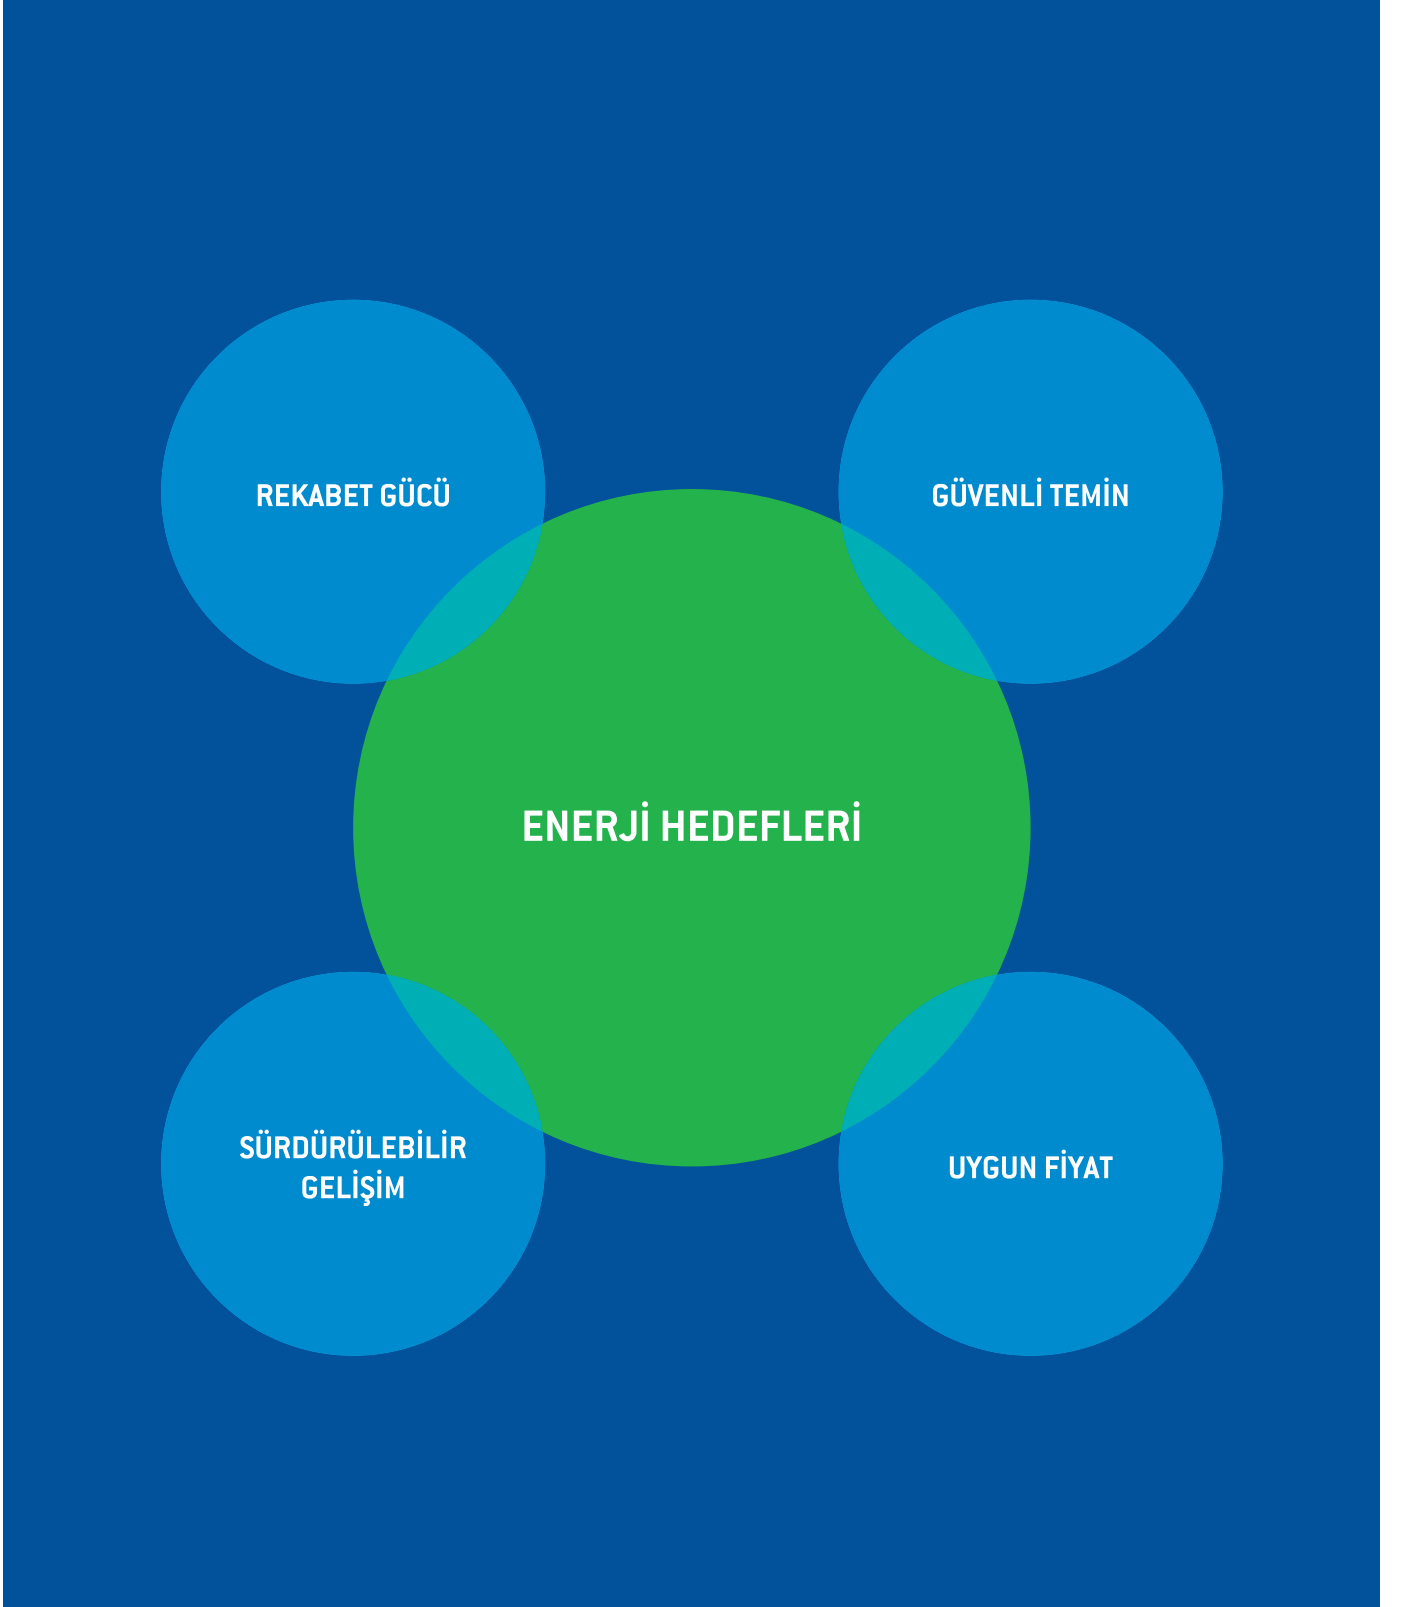 REKABET GÜCÜ
GÜVENLİ TEMİN
ENERJİ HEDEFLERİ
SÜRDÜRÜLEBİLİR
GELİŞİM
UYGUN FİYAT